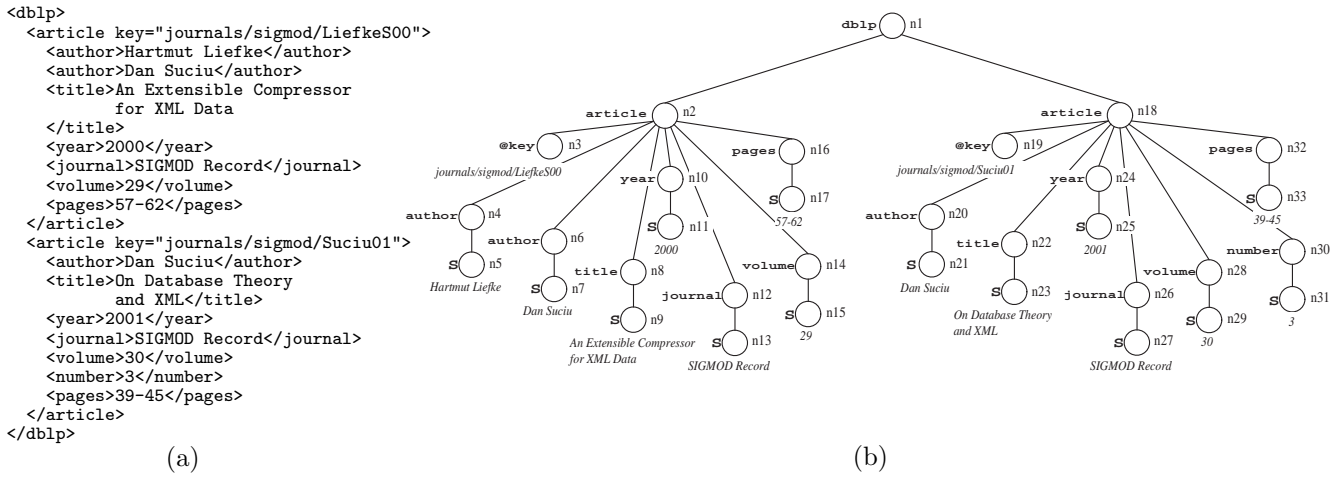 <dblp>
<article key="journals/sigmod/LiefkeS00">
<author>Hartmut Liefke</author>
<author>Dan Suciu</author>
<title>An Extensible Compressor
for XML Data
</title>
<year>2000</year>
<journal>SIGMOD Record</journal>
<volume>29</volume>
<pages>57-62</pages>
</article>
<article key="journals/sigmod/Suciu01">
<author>Dan Suciu</author>
<title>On Database Theory
and XML</title>
<year>2001</year>
<journal>SIGMOD Record</journal>
<volume>30</volume>
<number>3</number>
<pages>39-45</pages>
</article>
</dblp>
(a)
dblp n1
article n2
@key n3
journals/sigmod/LiefkeS00
author n4
S n5
Hartmut Liefke
author n6
S n7
Dan Suciu
title n8
S n9
An Extensible Compressor
for XML Data
year n10
S n11
2000
journal n12
S n13
SIGMOD Record
volume n14
S n15
29
pages n16
S n17
57-62
article n18
@key n19
journals/sigmod/Suciu01
author n20
S n21
Dan Suciu
title n22
S n23
On Database Theory
and XML
year n24
S n25
2001
journal n26
S n27
SIGMOD Record
volume n28
S n29
30
number n30
S n31
3
pages n32
S n33
39-45
(b)